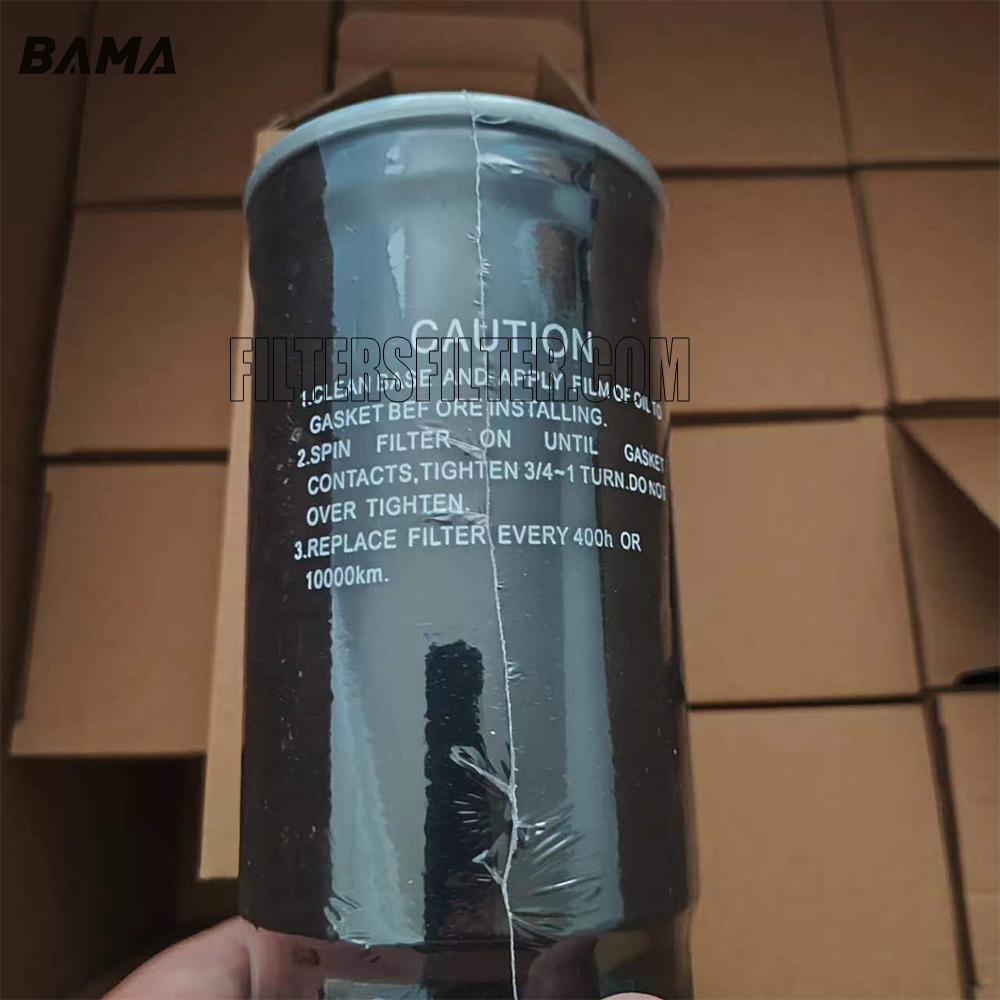 BAMA
CAUTION
FILTERSFILTER.COM
1.CLEAN BASE AND APPLY FILM OF OIL TO
GASKET BEF ORE INSTALLING.
2.SPIN FILTER ON UNTIL GASKET
CONTACTS,TIGHTEN 3/4~1 TURN.DO NOT
OVER TIGHTEN.
3.REPLACE FILTER EVERY 400h OR
10000km.